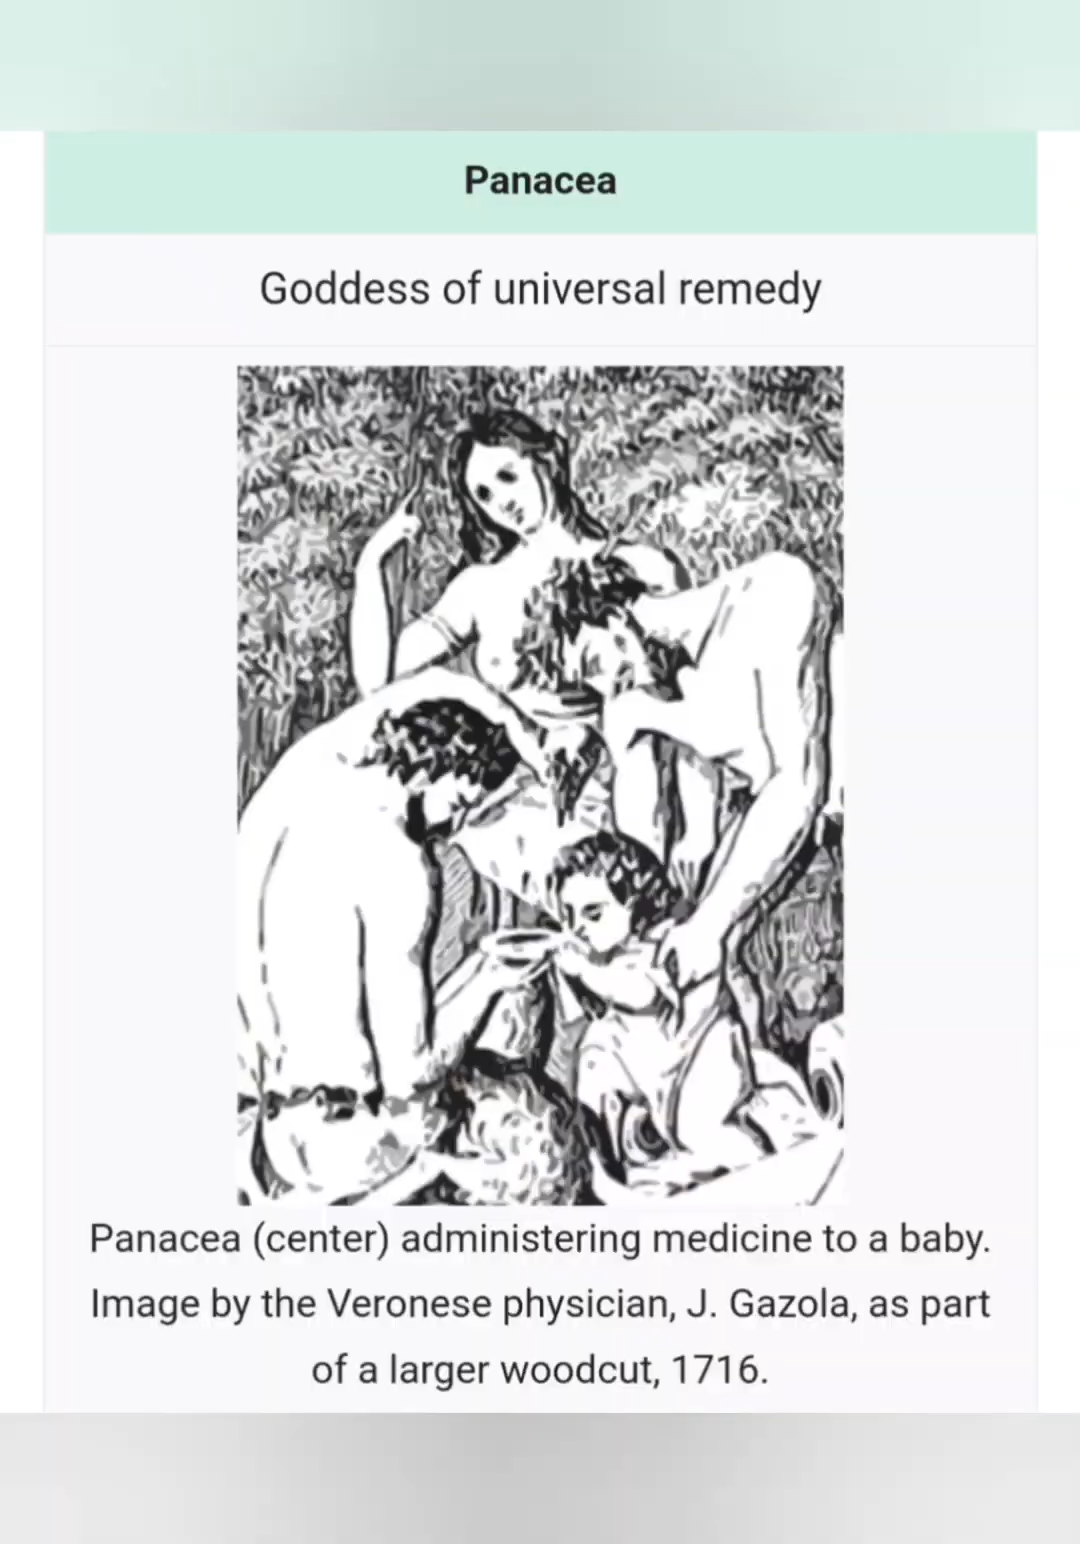 Panacea
Goddess of universal remedy
Panacea (center) administering medicine to a baby.
Image by the Veronese physician, J. Gazola, as part
of a larger woodcut, 1716.